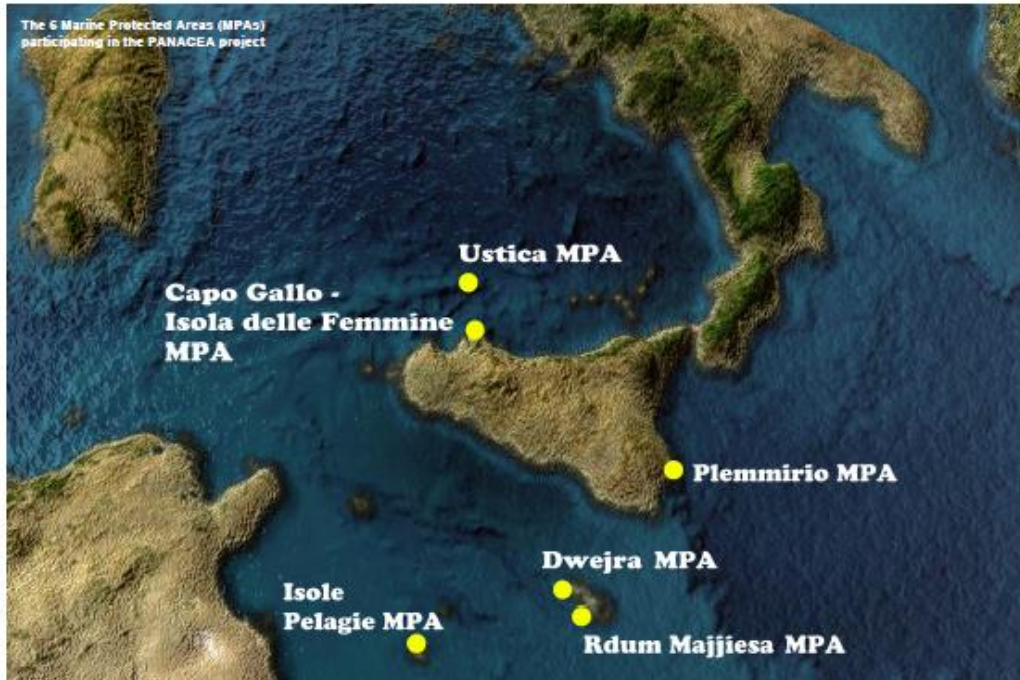 The 6 Mariine Protected Areas (MPAs)
participating in the PANACEA project
Ustica MPA
Capo Gallo -
Isola delle Femmine
MPA
Plemmirio MPA
Dwejra MPA
Isole
Pelagie MPA
Rdum Majjiesa MPA